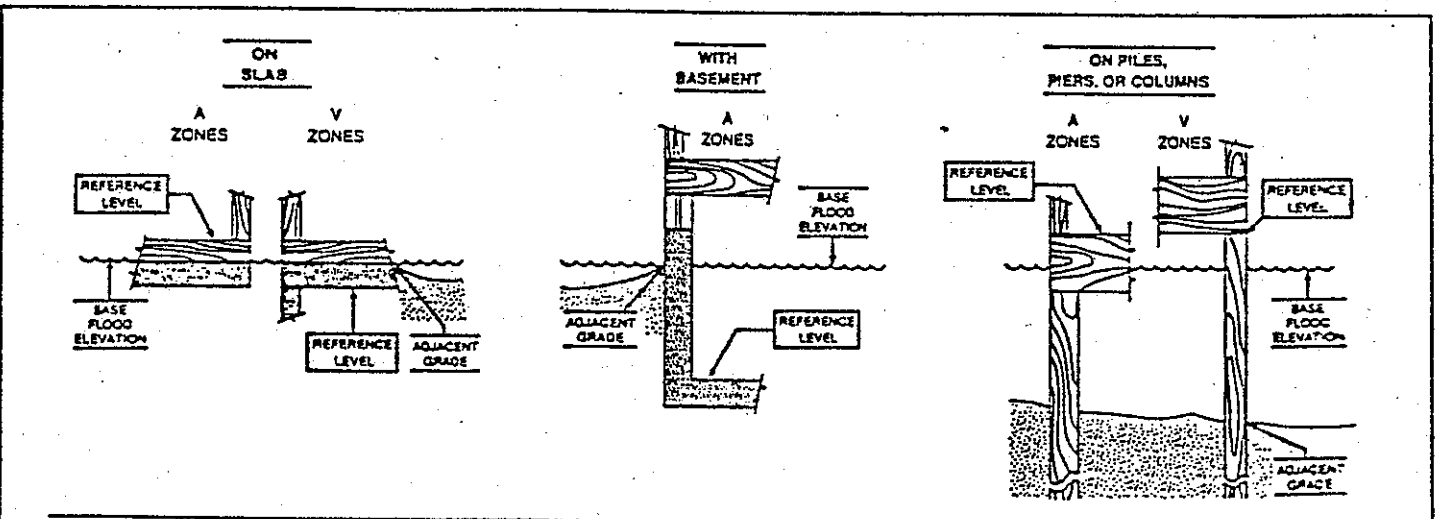 ON
SLAB
A
ZONES
V
ZONES
REFERENCE
LEVEL
BASE
FLOOD
ELEVATION
REFERENCE
LEVEL
ADJACENT
GRADE
WITH
BASEMENT
A
ZONES
BASE
FLOOD
ELEVATION
ADJACENT
GRADE
REFERENCE
LEVEL
ON PILES,
PIERS, OR COLUMNS
A
ZONES
V
ZONES
REFERENCE
LEVEL
REFERENCE
LEVEL
BASE
FLOOD
ELEVATION
ADJACENT
GRADE